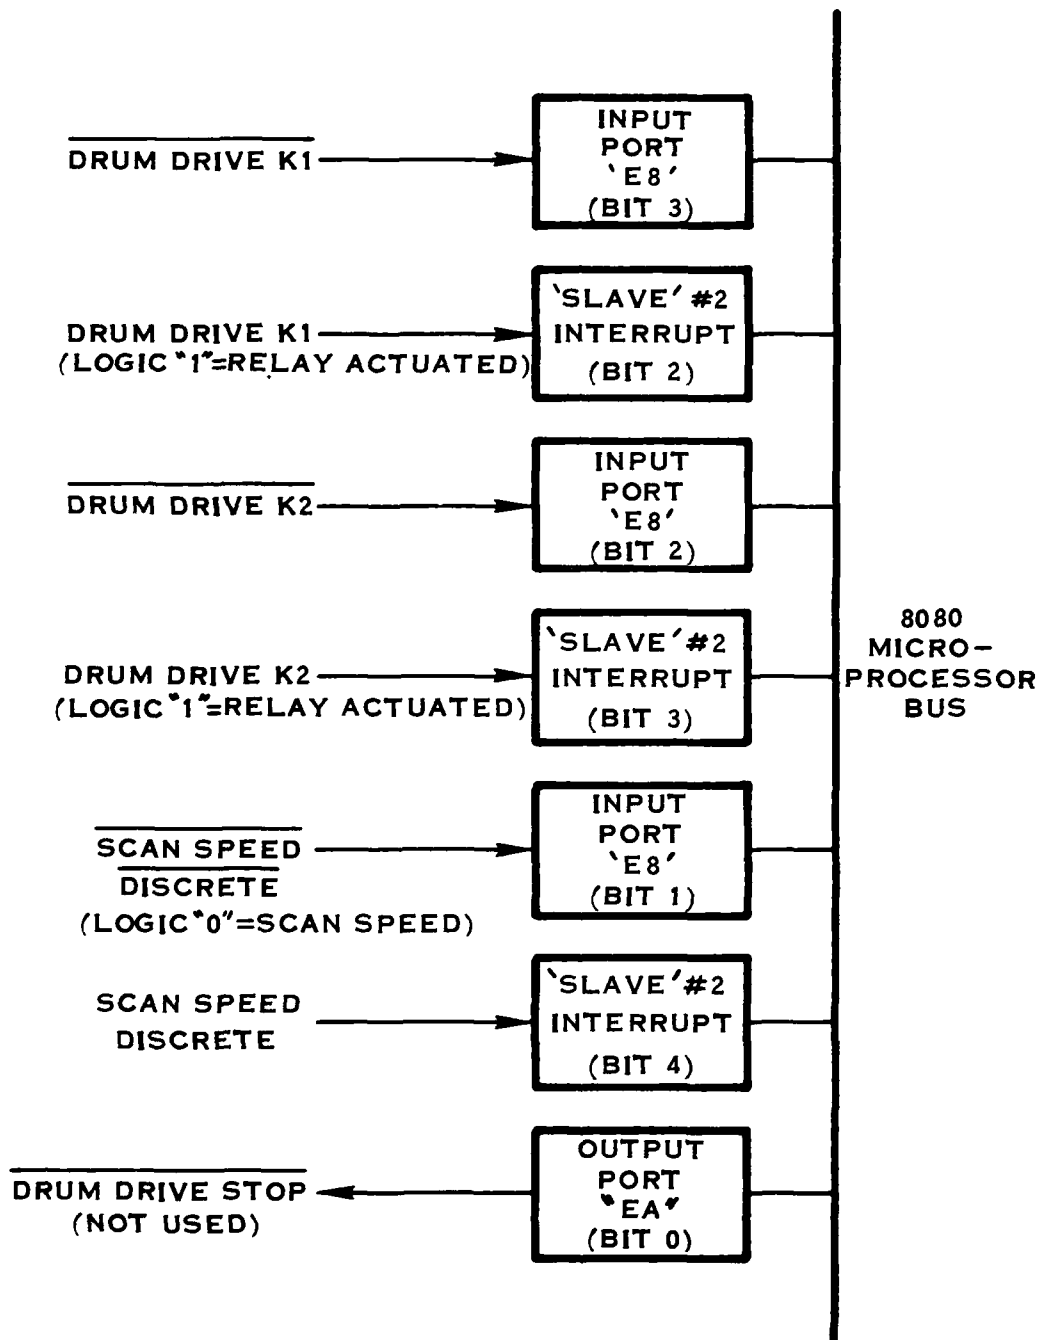 DRUM DRIVE K1
INPUT
PORT
'E8'
(BIT 3)
DRUM DRIVE K1
(LOGIC "1"=RELAY ACTUATED)
'SLAVE' #2
INTERRUPT
(BIT 2)
DRUM DRIVE K2
INPUT
PORT
'E8'
(BIT 2)
DRUM DRIVE K2
(LOGIC "1"=RELAY ACTUATED)
'SLAVE' #2
INTERRUPT
(BIT 3)
8080
MICRO-
PROCESSOR
BUS
SCAN SPEED
DISCRETE
(LOGIC "0"=SCAN SPEED)
INPUT
PORT
'E8'
(BIT 1)
SCAN SPEED
DISCRETE
'SLAVE' #2
INTERRUPT
(BIT 4)
DRUM DRIVE STOP
(NOT USED)
OUTPUT
PORT
"EA"
(BIT 0)